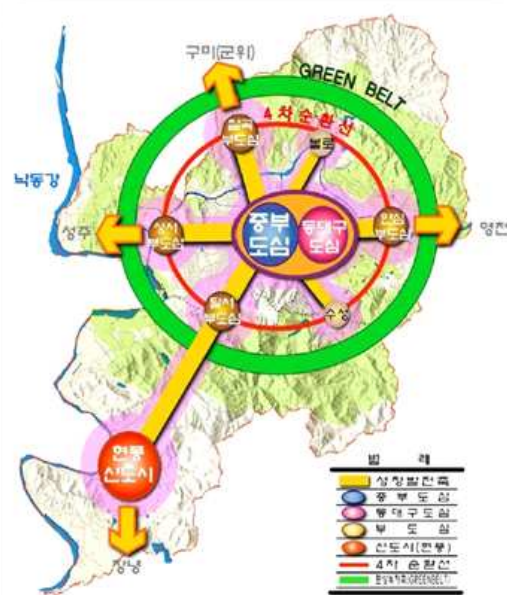 구미(군위)
GREEN BELT
4차순환선
칠곡
부도심
불로
낙동강
성주
성서
부도심
중부
도심
동대구
도심
안심
부도심
영천
달서
부도심
수성
현풍
신도시
창녕
범 례
성장발전축
중 부 도 심
동 대 구 도 심
부 도 심
신도시(현풍)
4차 순환선
(GREENBELT)